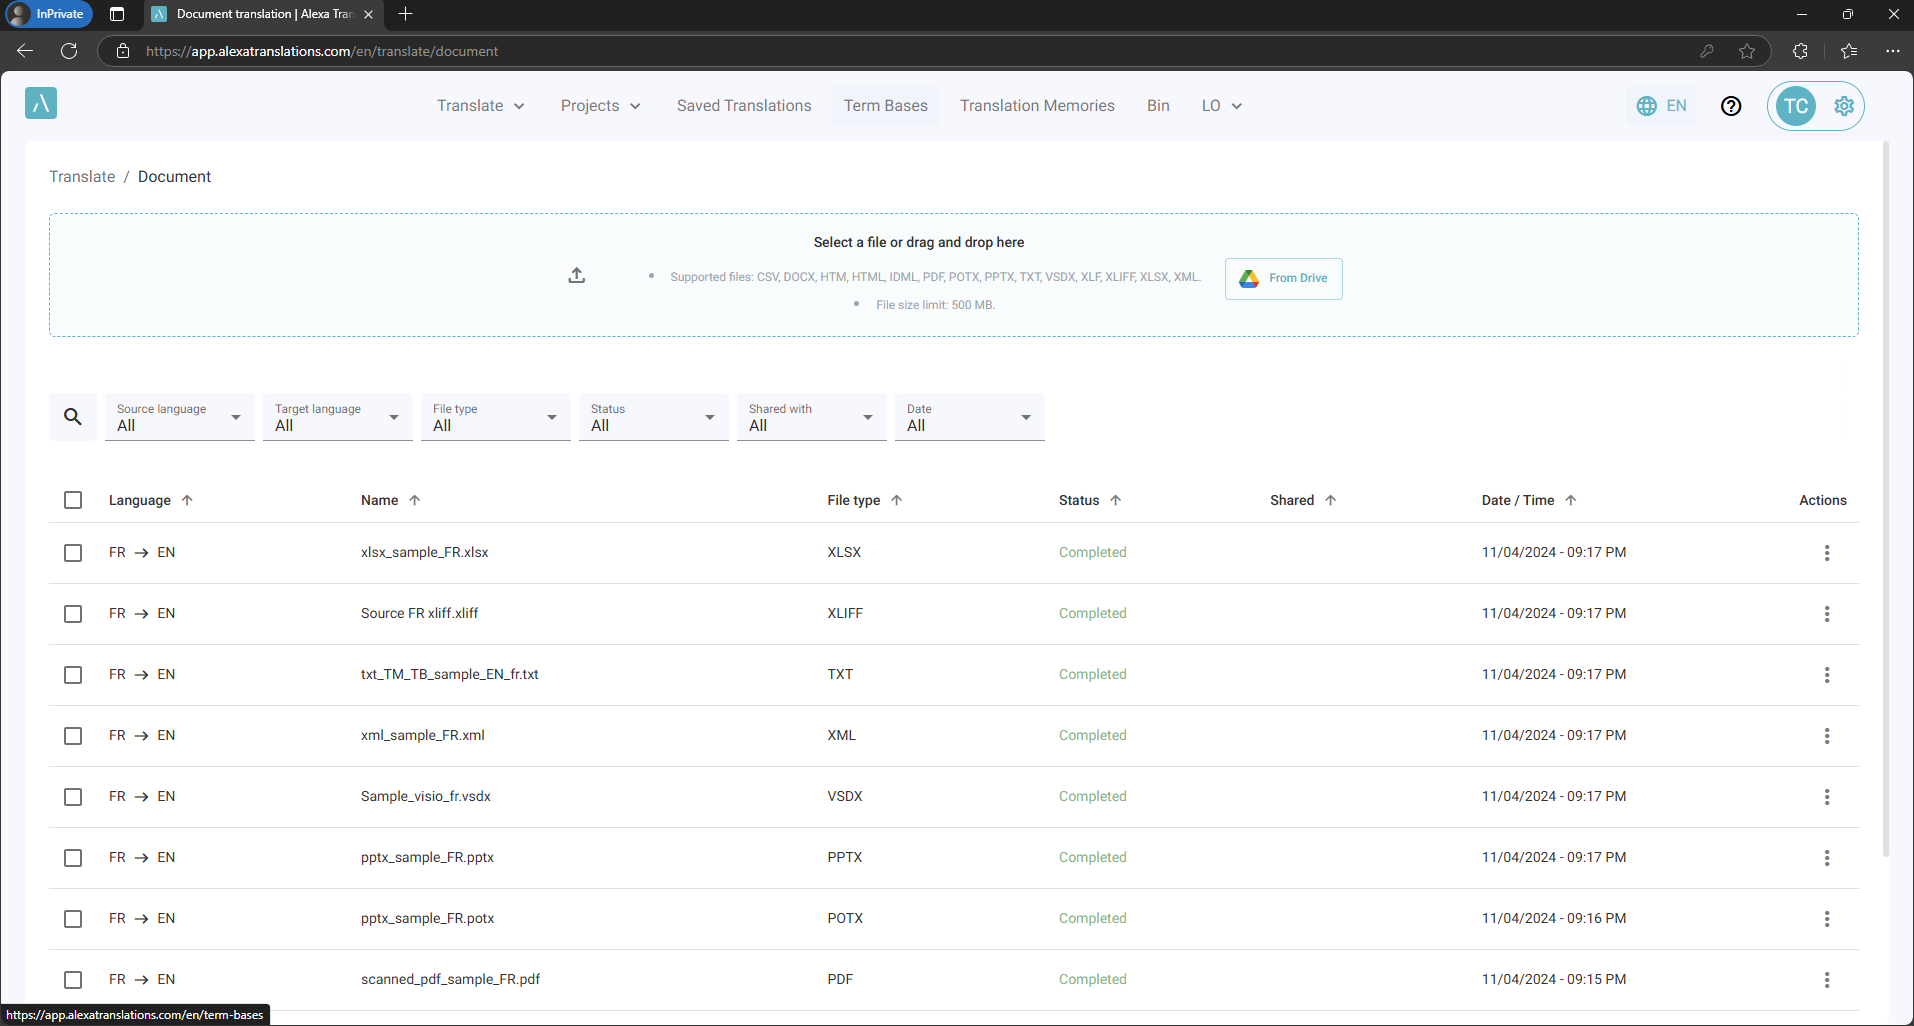 InPrivate
Document translation | Alexa Tran
https://app.alexatranslations.com/en/translate/document
Translate Projects Saved Translations Term Bases Translation Memories Bin LO EN TC
Translate / Document
Select a file or drag and drop here
• Supported files: CSV, DOCX, HTM, HTML, IDML, PDF, POTX, PPTX, TXT, VSDX, XLF, XLIFF, XLSX, XML.
From Drive
• File size limit: 500 MB.
Source language Target language File type Status Shared with Date
All All All All All All
Language Name File type Status Shared Date / Time Actions
FR → EN xlsx_sample_FR.xlsx XLSX Completed 11/04/2024 - 09:17 PM
FR → EN Source FR xliff.xliff XLIFF Completed 11/04/2024 - 09:17 PM
FR → EN txt_TM_TB_sample_EN_fr.txt TXT Completed 11/04/2024 - 09:17 PM
FR → EN xml_sample_FR.xml XML Completed 11/04/2024 - 09:17 PM
FR → EN Sample_visio_fr.vsdx VSDX Completed 11/04/2024 - 09:17 PM
FR → EN pptx_sample_FR.pptx PPTX Completed 11/04/2024 - 09:17 PM
FR → EN pptx_sample_FR.potx POTX Completed 11/04/2024 - 09:16 PM
FR → EN scanned_pdf_sample_FR.pdf PDF Completed 11/04/2024 - 09:15 PM
https://app.alexatranslations.com/en/term-bases